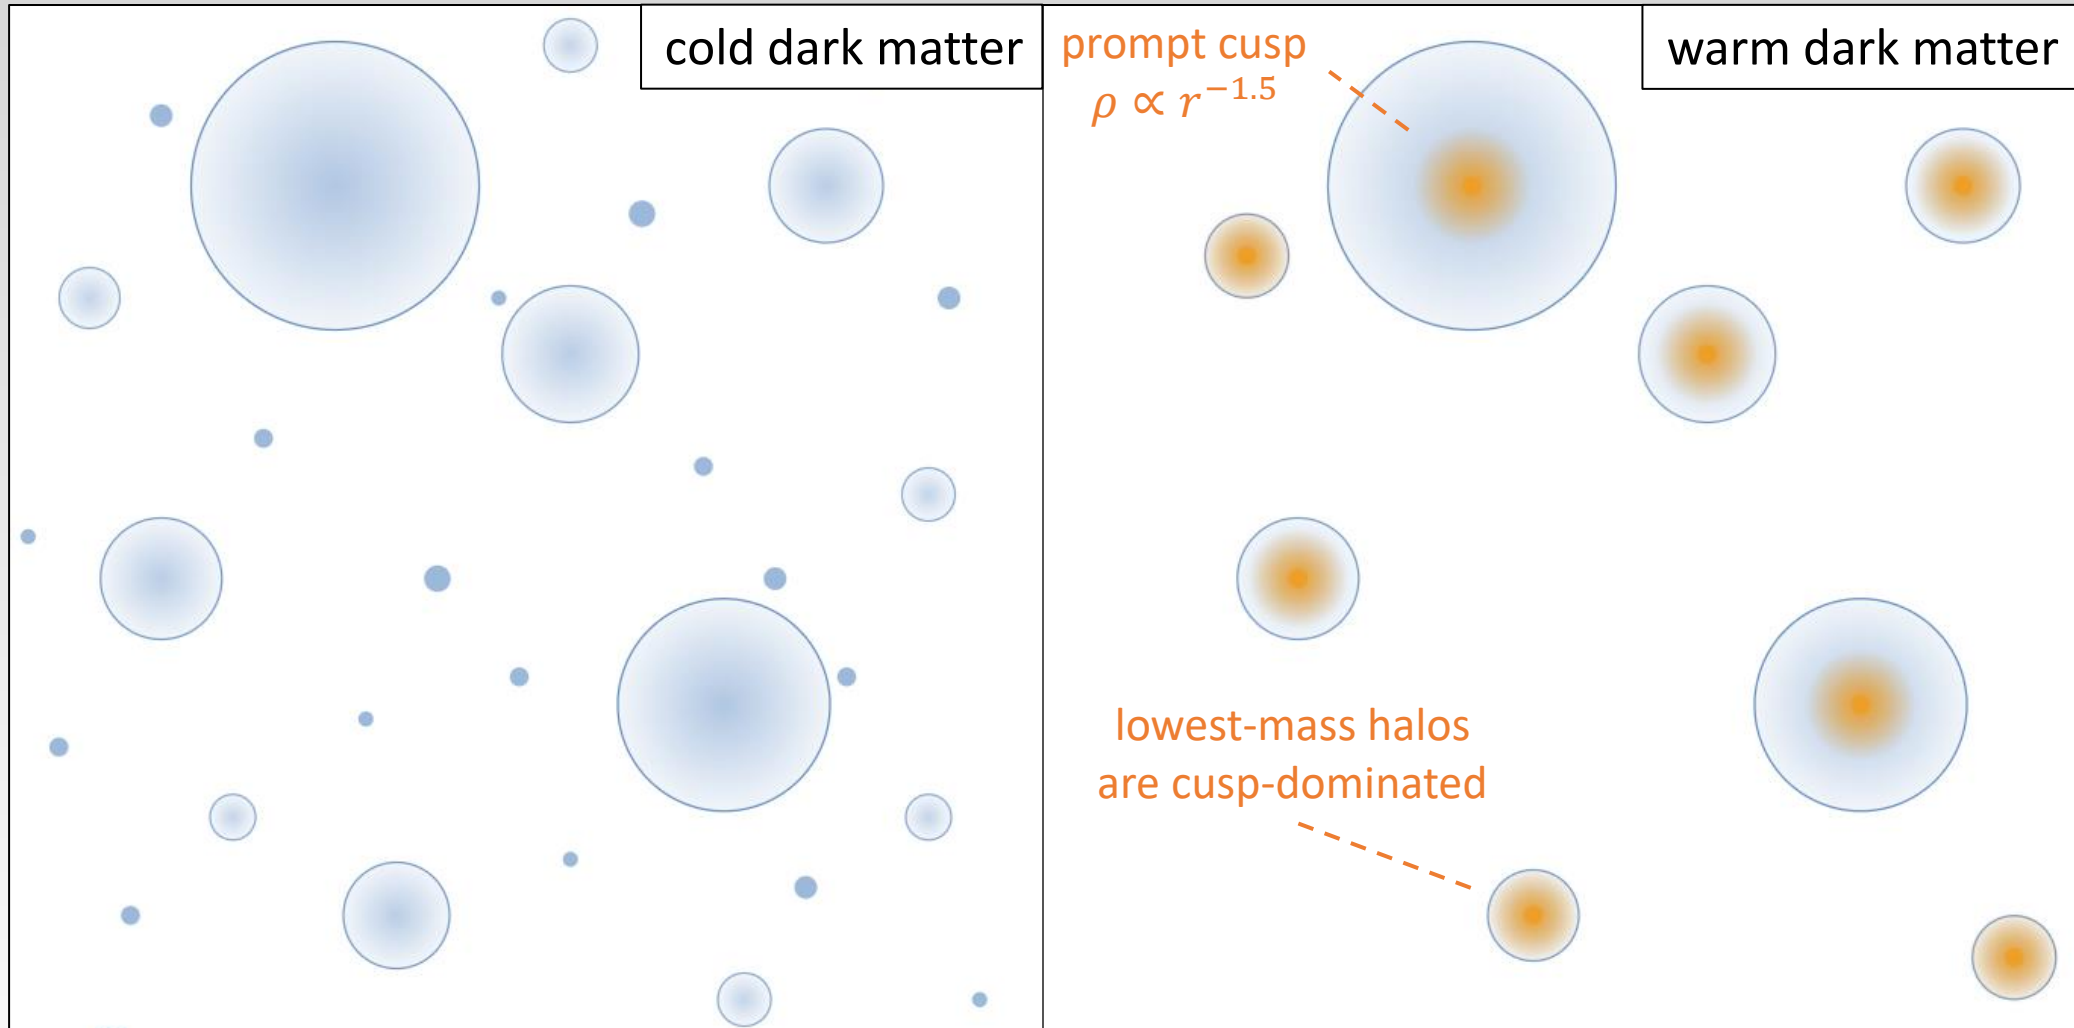 cold dark matter
prompt cusp
ρ ∝ r⁻¹·⁵
warm dark matter
lowest-mass halos
are cusp-dominated